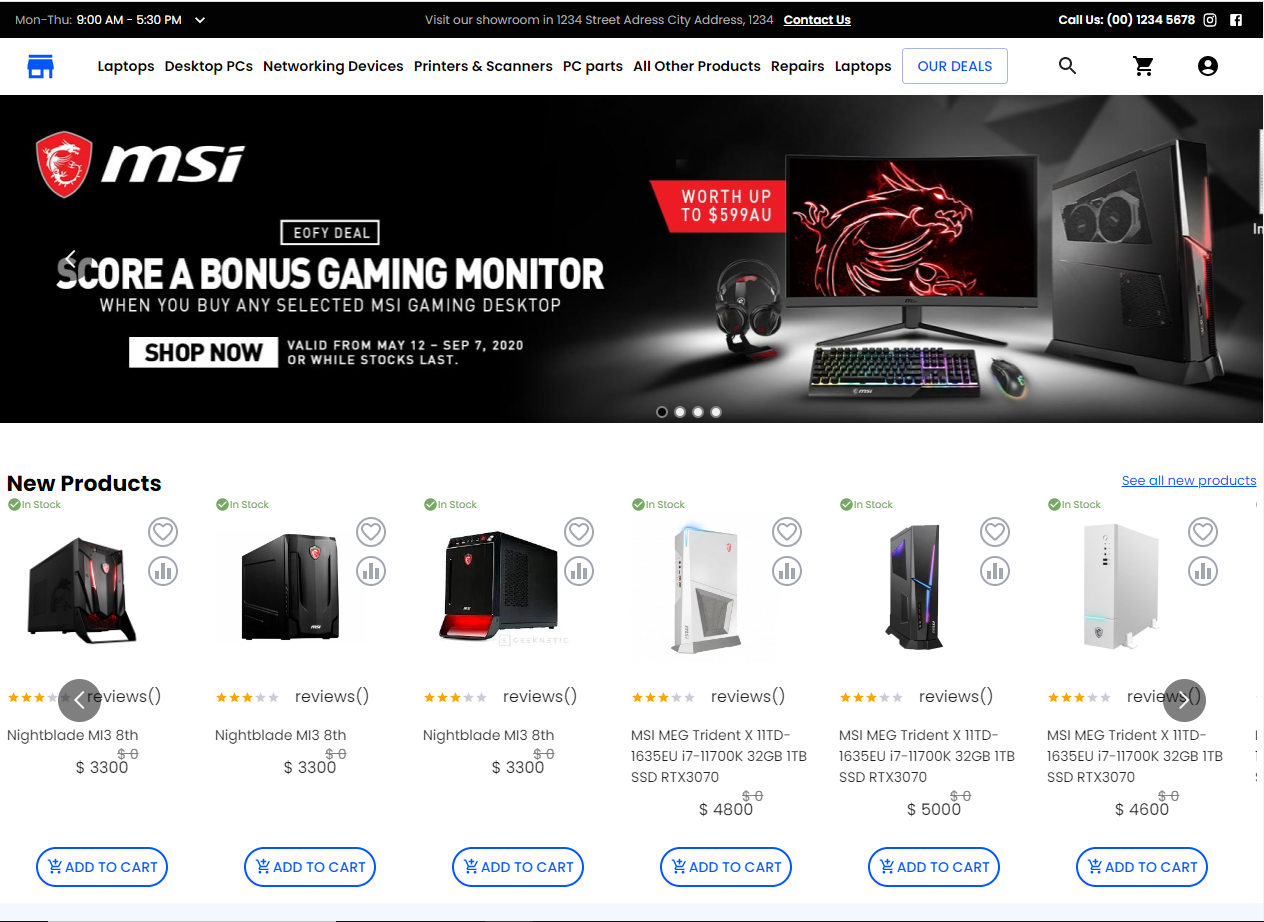 Mon-Thu: 9:00 AM - 5:30 PM
Visit our showroom in 1234 Street Adress City Address, 1234 Contact Us
Call Us: (00) 1234 5678
Laptops Desktop PCs Networking Devices Printers & Scanners PC parts All Other Products Repairs Laptops OUR DEALS
msi
EOFY DEAL
SCORE A BONUS GAMING MONITOR
WHEN YOU BUY ANY SELECTED MSI GAMING DESKTOP
SHOP NOW
VALID FROM MAY 12 – SEP 7, 2020
OR WHILE STOCKS LAST.
WORTH UP
TO $599AU
In
New Products
See all new products
In Stock In Stock In Stock In Stock In Stock In Stock
msi
GEEKNETIC
reviews() reviews() reviews() reviews() reviews() reviews()
Nightblade MI3 8th
$ 0
$ 3300
Nightblade MI3 8th
$ 0
$ 3300
Nightblade MI3 8th
$ 0
$ 3300
MSI MEG Trident X 11TD-
1635EU i7-11700K 32GB 1TB
SSD RTX3070
$ 0
$ 4800
MSI MEG Trident X 11TD-
1635EU i7-11700K 32GB 1TB
SSD RTX3070
$ 0
$ 5000
MSI MEG Trident X 11TD-
1635EU i7-11700K 32GB 1TB
SSD RTX3070
$ 0
$ 4600
ADD TO CART ADD TO CART ADD TO CART ADD TO CART ADD TO CART ADD TO CART